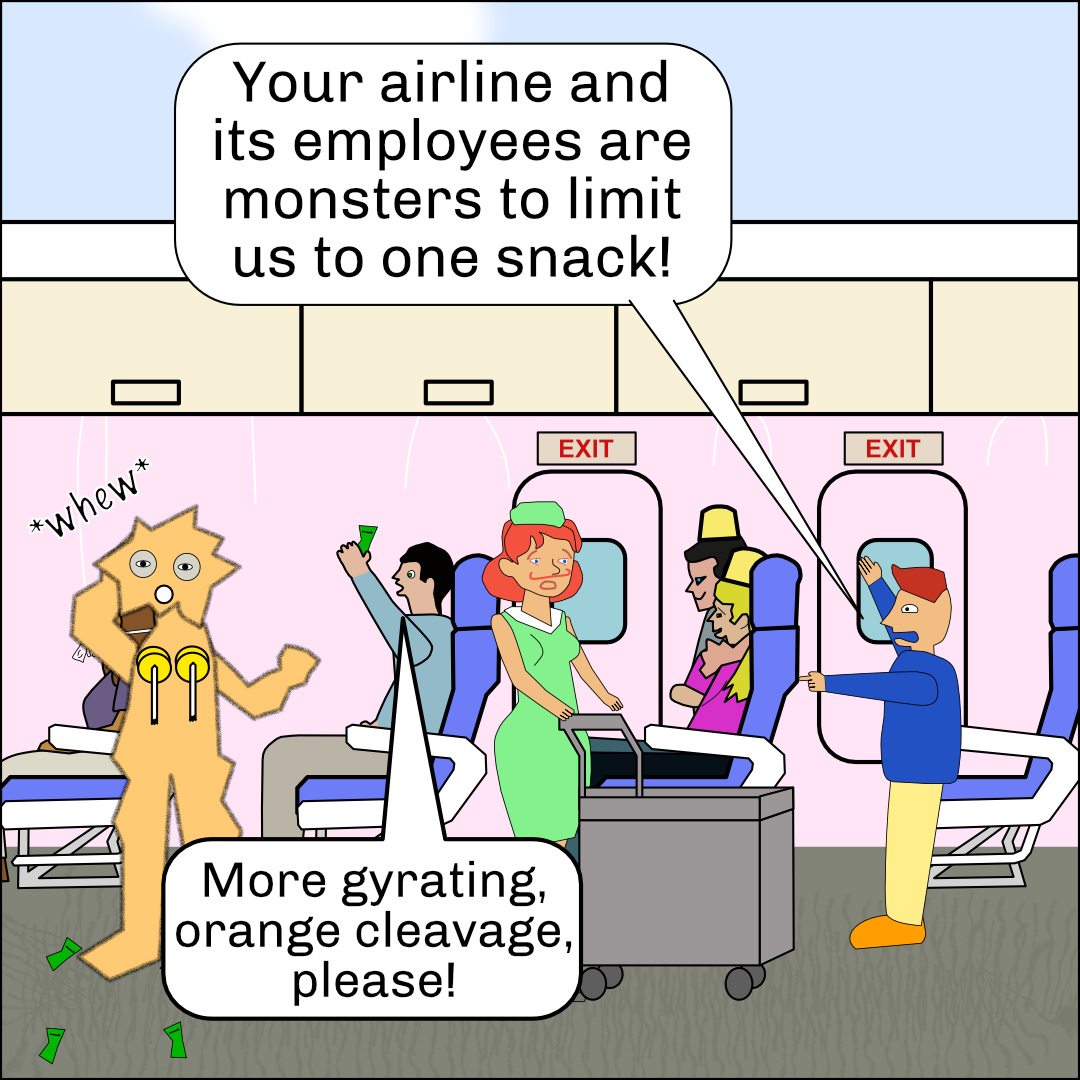 Your airline and
its employees are
monsters to limit
us to one snack!
EXIT
EXIT
*whew*
More gyrating,
orange cleavage,
please!